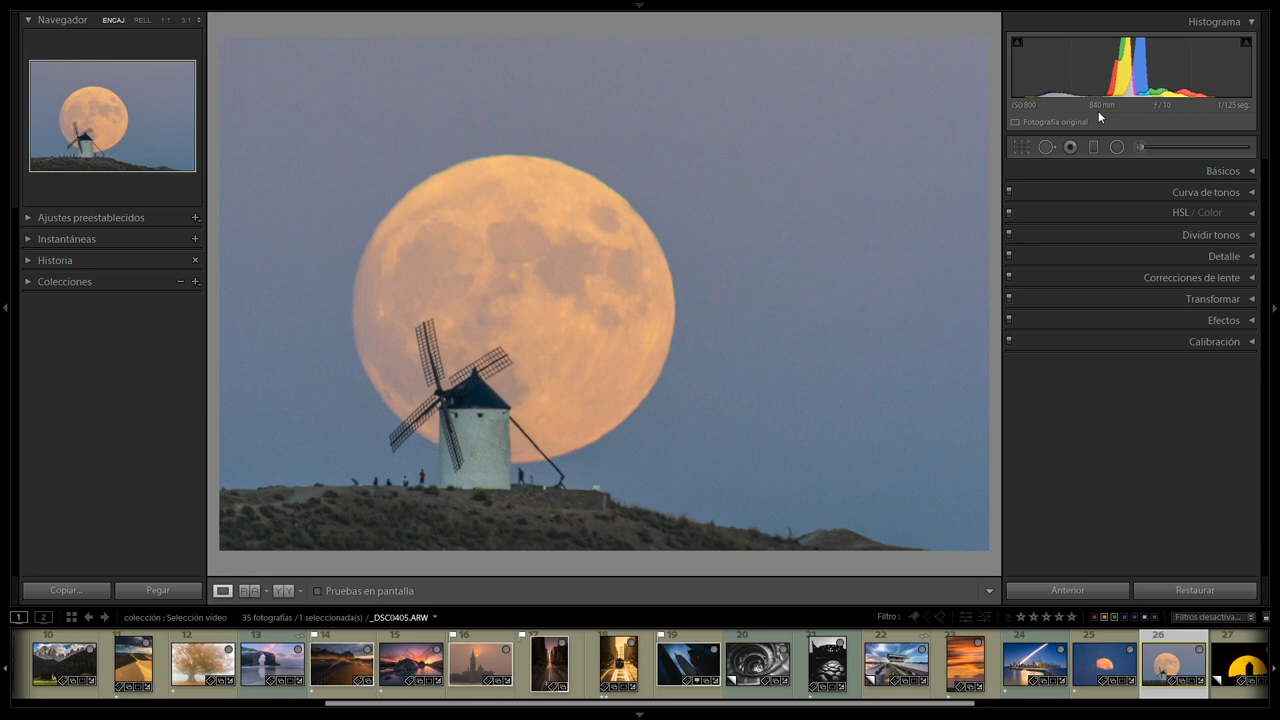 Navegador ENCAJ. RELL. 1:1 3:1
Histograma
ISO 800 840 mm ƒ / 10 1/125 seg.
Fotografía original
Básicos
Curva de tonos
HSL / Color
Dividir tonos
Detalle
Correcciones de lente
Transformar
Efectos
Calibración
Ajustes preestablecidos
Instantáneas
Historia
Colecciones
Copiar...
Pegar
R A
Y Y
Pruebas en pantalla
Anterior
Restaurar
1 2
colección : Selección vídeo
35 fotografías /1 seleccionada(s) /_DSC0405.ARW
Filtro :
Filtros desactiva...
10 11 12 13 14 15 16 17 18 19 20 21 22 23 24 25 26 27